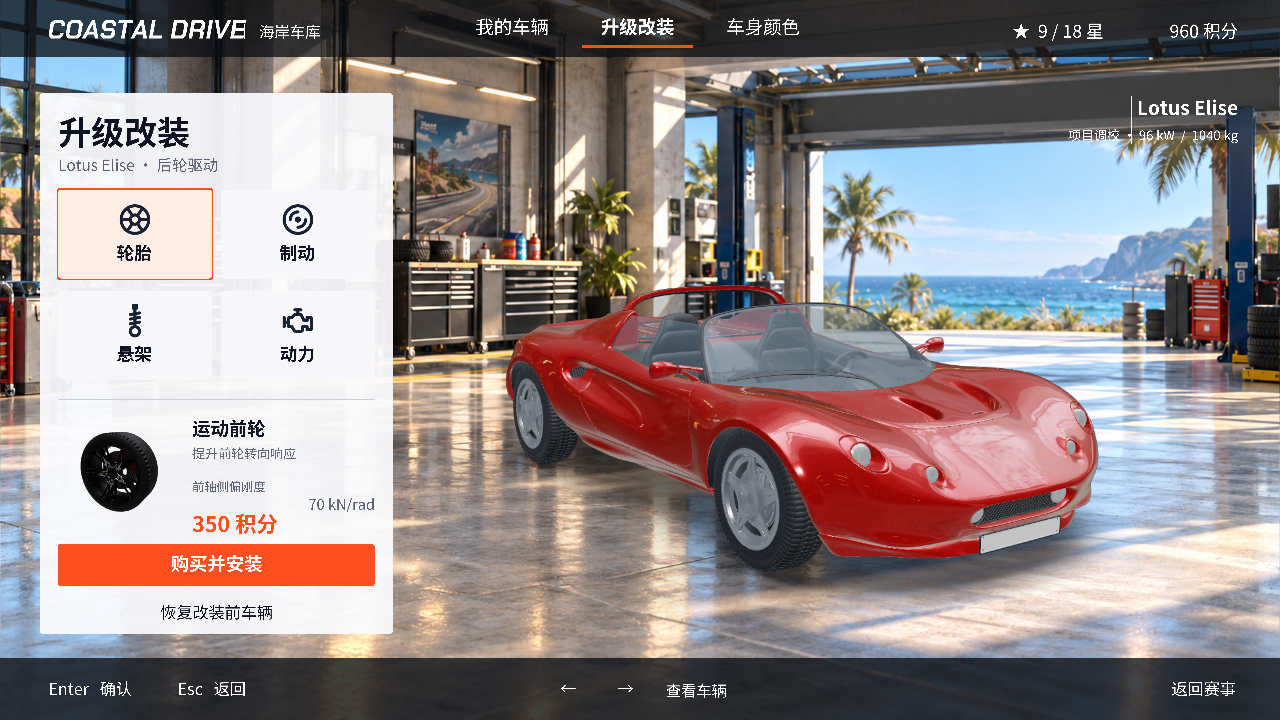 COASTAL DRIVE 海岸车库
我的车辆 升级改装 车身颜色
★ 9 / 18 星 960 积分
Lotus Elise
项目调校 • 96 kW / 1040 kg
升级改装
Lotus Elise • 后轮驱动
轮胎 制动
悬架 动力
运动前轮
提升前轮转向响应
前轴侧偏刚度
70 kN/rad
350 积分
购买并安装
恢复改装前车辆
Enter 确认 Esc 返回 ← → 查看车辆 返回赛事